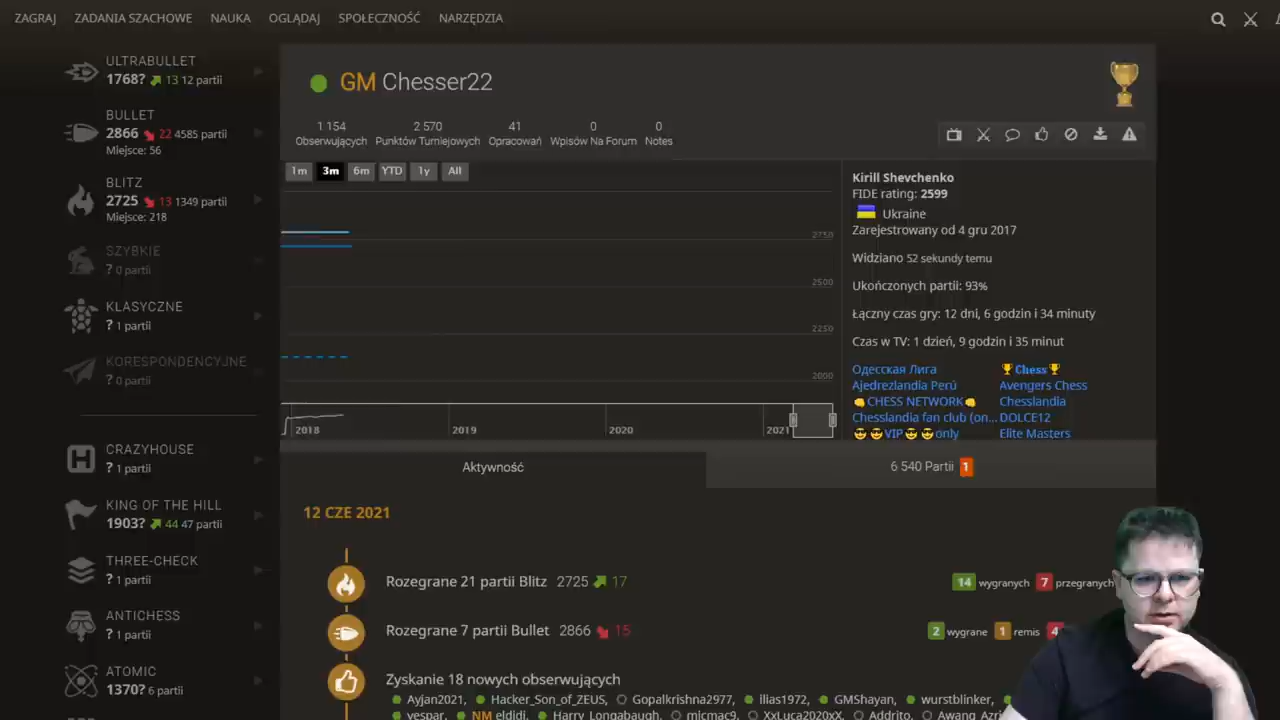 ZAGRAJ ZADANIA SZACHOWE NAUKA OGLĄDAJ SPOŁECZNOŚĆ NARZĘDZIA
ULTRABULLET
1768? 13 12 partii
BULLET
2866 22 4585 partii
Miejsce: 56
BLITZ
2725 13 1349 partii
Miejsce: 218
SZYBKIE
? 0 partii
KLASYCZNE
? 1 partii
KORESPONDENCYJNE
? 0 partii
CRAZYHOUSE
? 1 partii
KING OF THE HILL
1903? 44 47 partii
THREE-CHECK
? 1 partii
ANTICHESS
? 1 partii
ATOMIC
1370? 6 partii
GM Chesser22
1 154 2 570 41 0 0
Obserwujących Punktów Turniejowych Opracowań Wpisów Na Forum Notes
1m 3m 6m YTD 1y All
2750
2500
2250
2000
2018 2019 2020 2021
Kirill Shevchenko
FIDE rating: 2599
Ukraine
Zarejestrowany od 4 gru 2017
Widziano 52 sekundy temu
Ukończonych partii: 93%
Łączny czas gry: 12 dni, 6 godzin i 34 minuty
Czas w TV: 1 dzień, 9 godzin i 35 minut
Одесская Лига 🏆Chess🏆
Ajedrezlandia Perú Avengers Chess
👊CHESS NETWORK👊 Chesslandia
Chesslandia fan club (on... DOLCE12
😎😎VIP😎😎only Elite Masters
Aktywność 6 540 Partii 1
12 CZE 2021
Rozegrane 21 partii Blitz 2725 17 14 wygranych 7 przegranych
Rozegrane 7 partii Bullet 2866 15 2 wygrane 1 remis 4
Zyskanie 18 nowych obserwujących
Ayjan2021, Hacker_Son_of_ZEUS, Gopalkrishna2977, ilias1972, GMShayan, wurstblinker,
vespar, NM eldidi, Harry_Longabaugh, mlcmac9, XxLuca2020xX, Addrito,